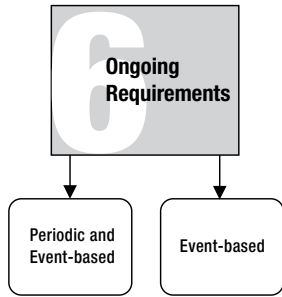 6
Ongoing
Requirements
Periodic and
Event-based
Event-based